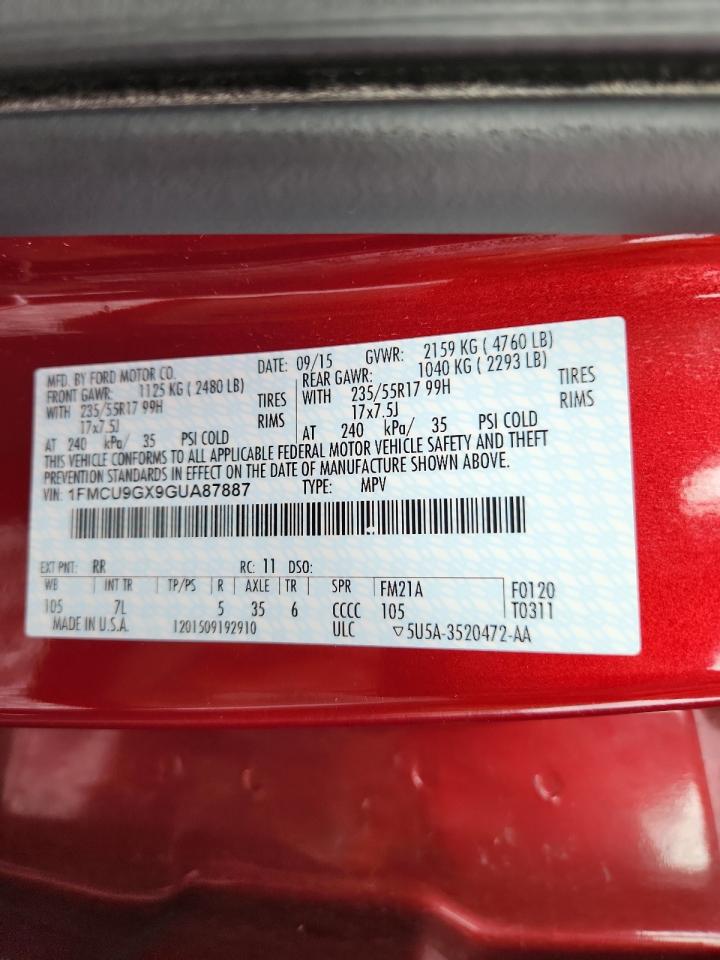 MFD. BY FORD MOTOR CO. DATE: 09/15 GVWR: 2159 KG ( 4760 LB)
FRONT GAWR: 1125 KG ( 2480 LB) REAR GAWR: 1040 KG ( 2293 LB)
WITH 235/55R17 99H TIRES WITH 235/55R17 99H TIRES
17x7.5J RIMS 17x7.5J RIMS
AT 240 kPa/ 35 PSI COLD AT 240 kPa/ 35 PSI COLD
THIS VEHICLE CONFORMS TO ALL APPLICABLE FEDERAL MOTOR VEHICLE SAFETY AND THEFT
PREVENTION STANDARDS IN EFFECT ON THE DATE OF MANUFACTURE SHOWN ABOVE.
VIN: 1FMCU9GX9GUA87887 TYPE: MPV
EXT PNT: RR RC: 11 DSO:
WB INT TR TP/PS R AXLE TR SPR FM21A F0120
105 7L 5 35 6 CCCC 105 T0311
MADE IN U.S.A. 1201509192910 ULC ▽5U5A-3520472-AA